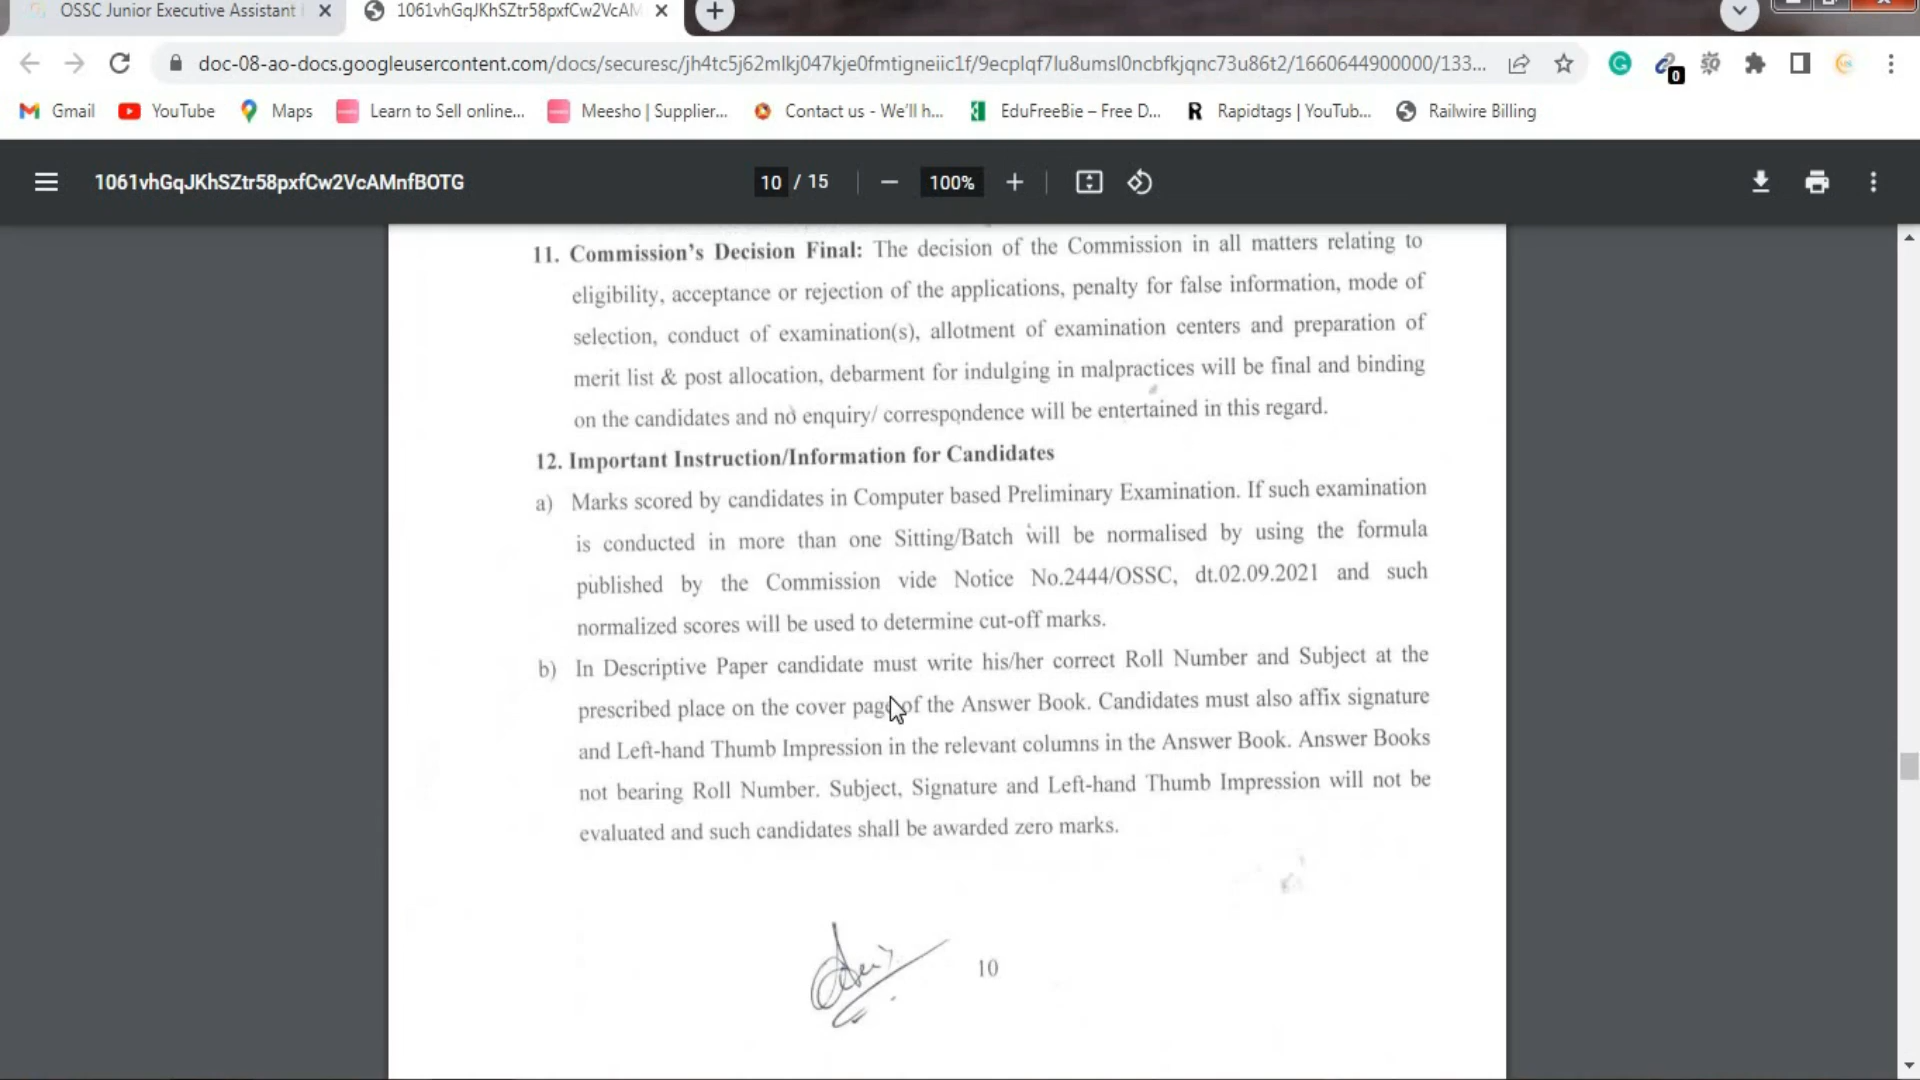 OSSC Junior Executive Assistant
1061vhGqJKhSZtr58pxfCw2VcAM
doc-08-ao-docs.googleusercontent.com/docs/securesc/jh4tc5j62mlkj047kje0fmtigneiic1f/9ecplqf7lu8umsl0ncbfkjqnc73u86t2/1660644900000/133...
0
Gmail YouTube Maps Learn to Sell online... Meesho | Supplier... Contact us - We'll h... EduFreeBie – Free D... Rapidtags | YouTub... Railwire Billing
1061vhGqJKhSZtr58pxfCw2VcAMnfBOTG 10 / 15 100%
11. Commission's Decision Final: The decision of the Commission in all matters relating to
eligibility, acceptance or rejection of the applications, penalty for false information, mode of
selection, conduct of examination(s), allotment of examination centers and preparation of
merit list & post allocation, debarment for indulging in malpractices will be final and binding
on the candidates and no enquiry/ correspondence will be entertained in this regard.
12. Important Instruction/Information for Candidates
a) Marks scored by candidates in Computer based Preliminary Examination. If such examination
is conducted in more than one Sitting/Batch will be normalised by using the formula
published by the Commission vide Notice No.2444/OSSC, dt.02.09.2021 and such
normalized scores will be used to determine cut-off marks.
b) In Descriptive Paper candidate must write his/her correct Roll Number and Subject at the
prescribed place on the cover page of the Answer Book. Candidates must also affix signature
and Left-hand Thumb Impression in the relevant columns in the Answer Book. Answer Books
not bearing Roll Number. Subject, Signature and Left-hand Thumb Impression will not be
evaluated and such candidates shall be awarded zero marks.
10